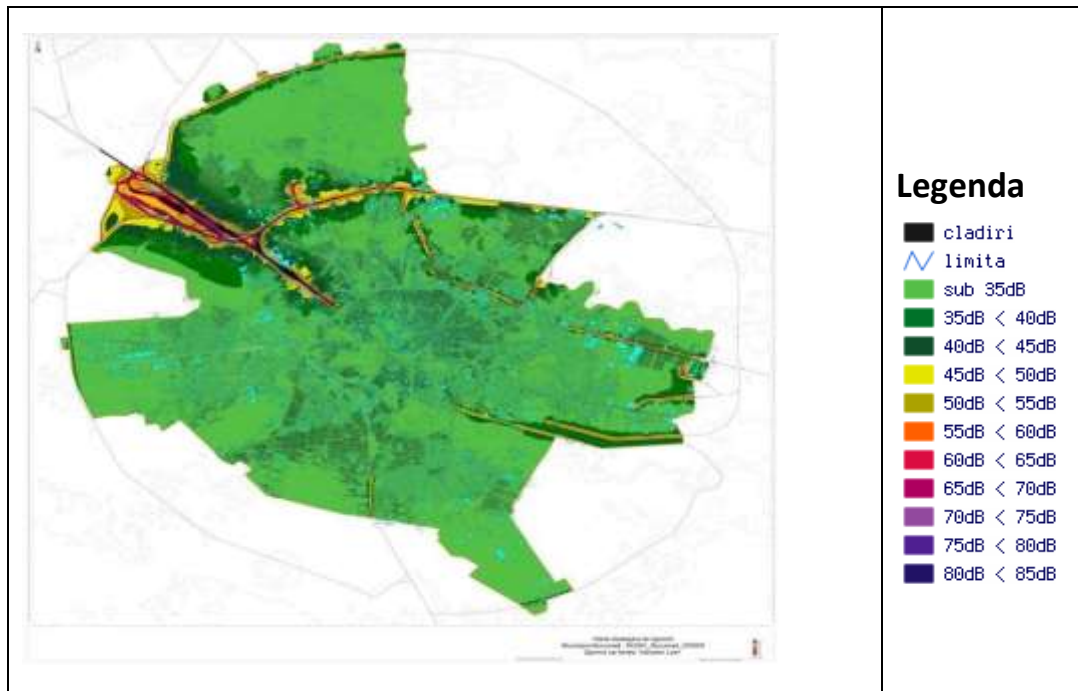 Legenda
cladiri
limita
sub 35dB
35dB < 40dB
40dB < 45dB
45dB < 50dB
50dB < 55dB
55dB < 60dB
60dB < 65dB
65dB < 70dB
70dB < 75dB
75dB < 80dB
80dB < 85dB